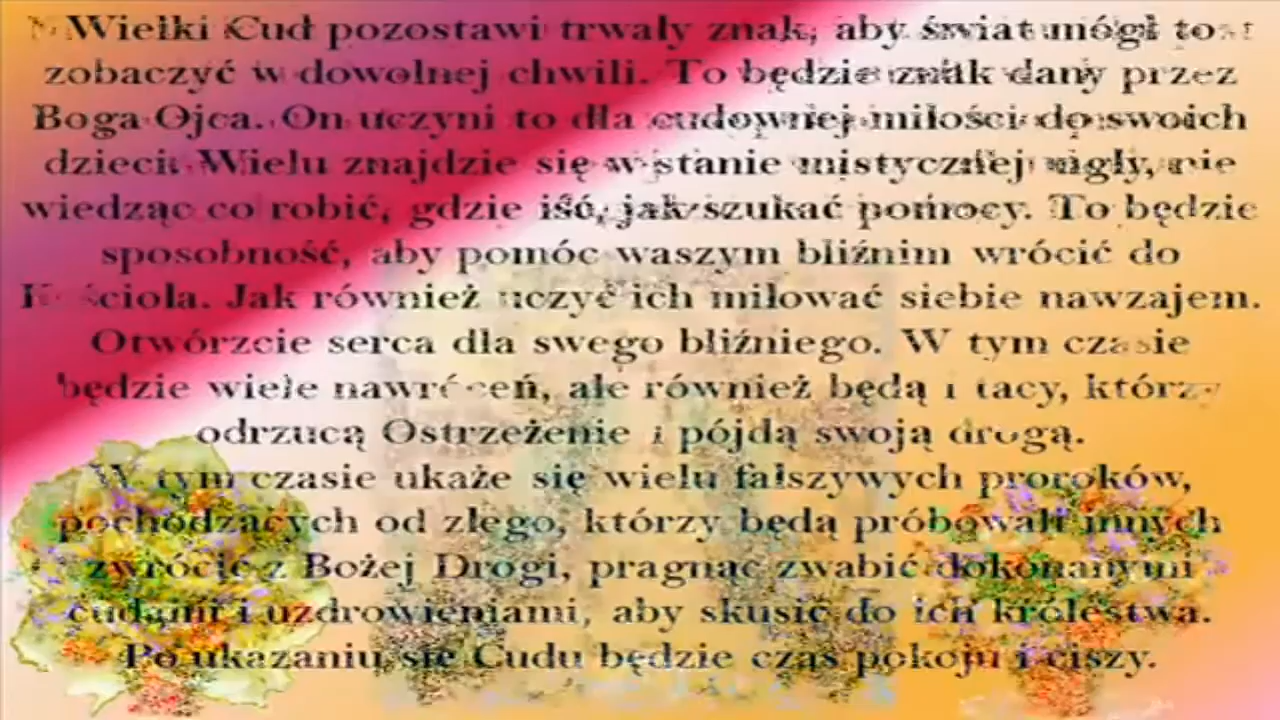 Wielki Cud pozostawi trwały znak, aby świat mógł to
zobaczyć w dowolnej chwili. To będzie znak dany przez
Boga Ojca. On uczyni to dla cudownej miłości do swoich
dzieci. Wielu znajdzie się w stanie mistycznej mgły, nie
wiedząc co robić, gdzie iść, jak szukać pomocy. To będzie
sposobność, aby pomóc waszym bliźnim wrócić do
Kościoła. Jak również uczyć ich miłować siebie nawzajem.
Otwórzcie serca dla swego bliźniego. W tym czasie
będzie wiele nawróceń, ale również będą i tacy, którzy
odrzucą Ostrzeżenie i pójdą swoją drogą.
W tym czasie ukaże się wielu fałszywych proroków,
pochodzących od złego, którzy będą próbowali innych
zwrócić z Bożej Drogi, pragnąc zwabić dokonanymi
cudami i uzdrowieniami, aby skusić do ich królestwa.
Po ukazaniu się Cudu będzie czas pokoju i ciszy.